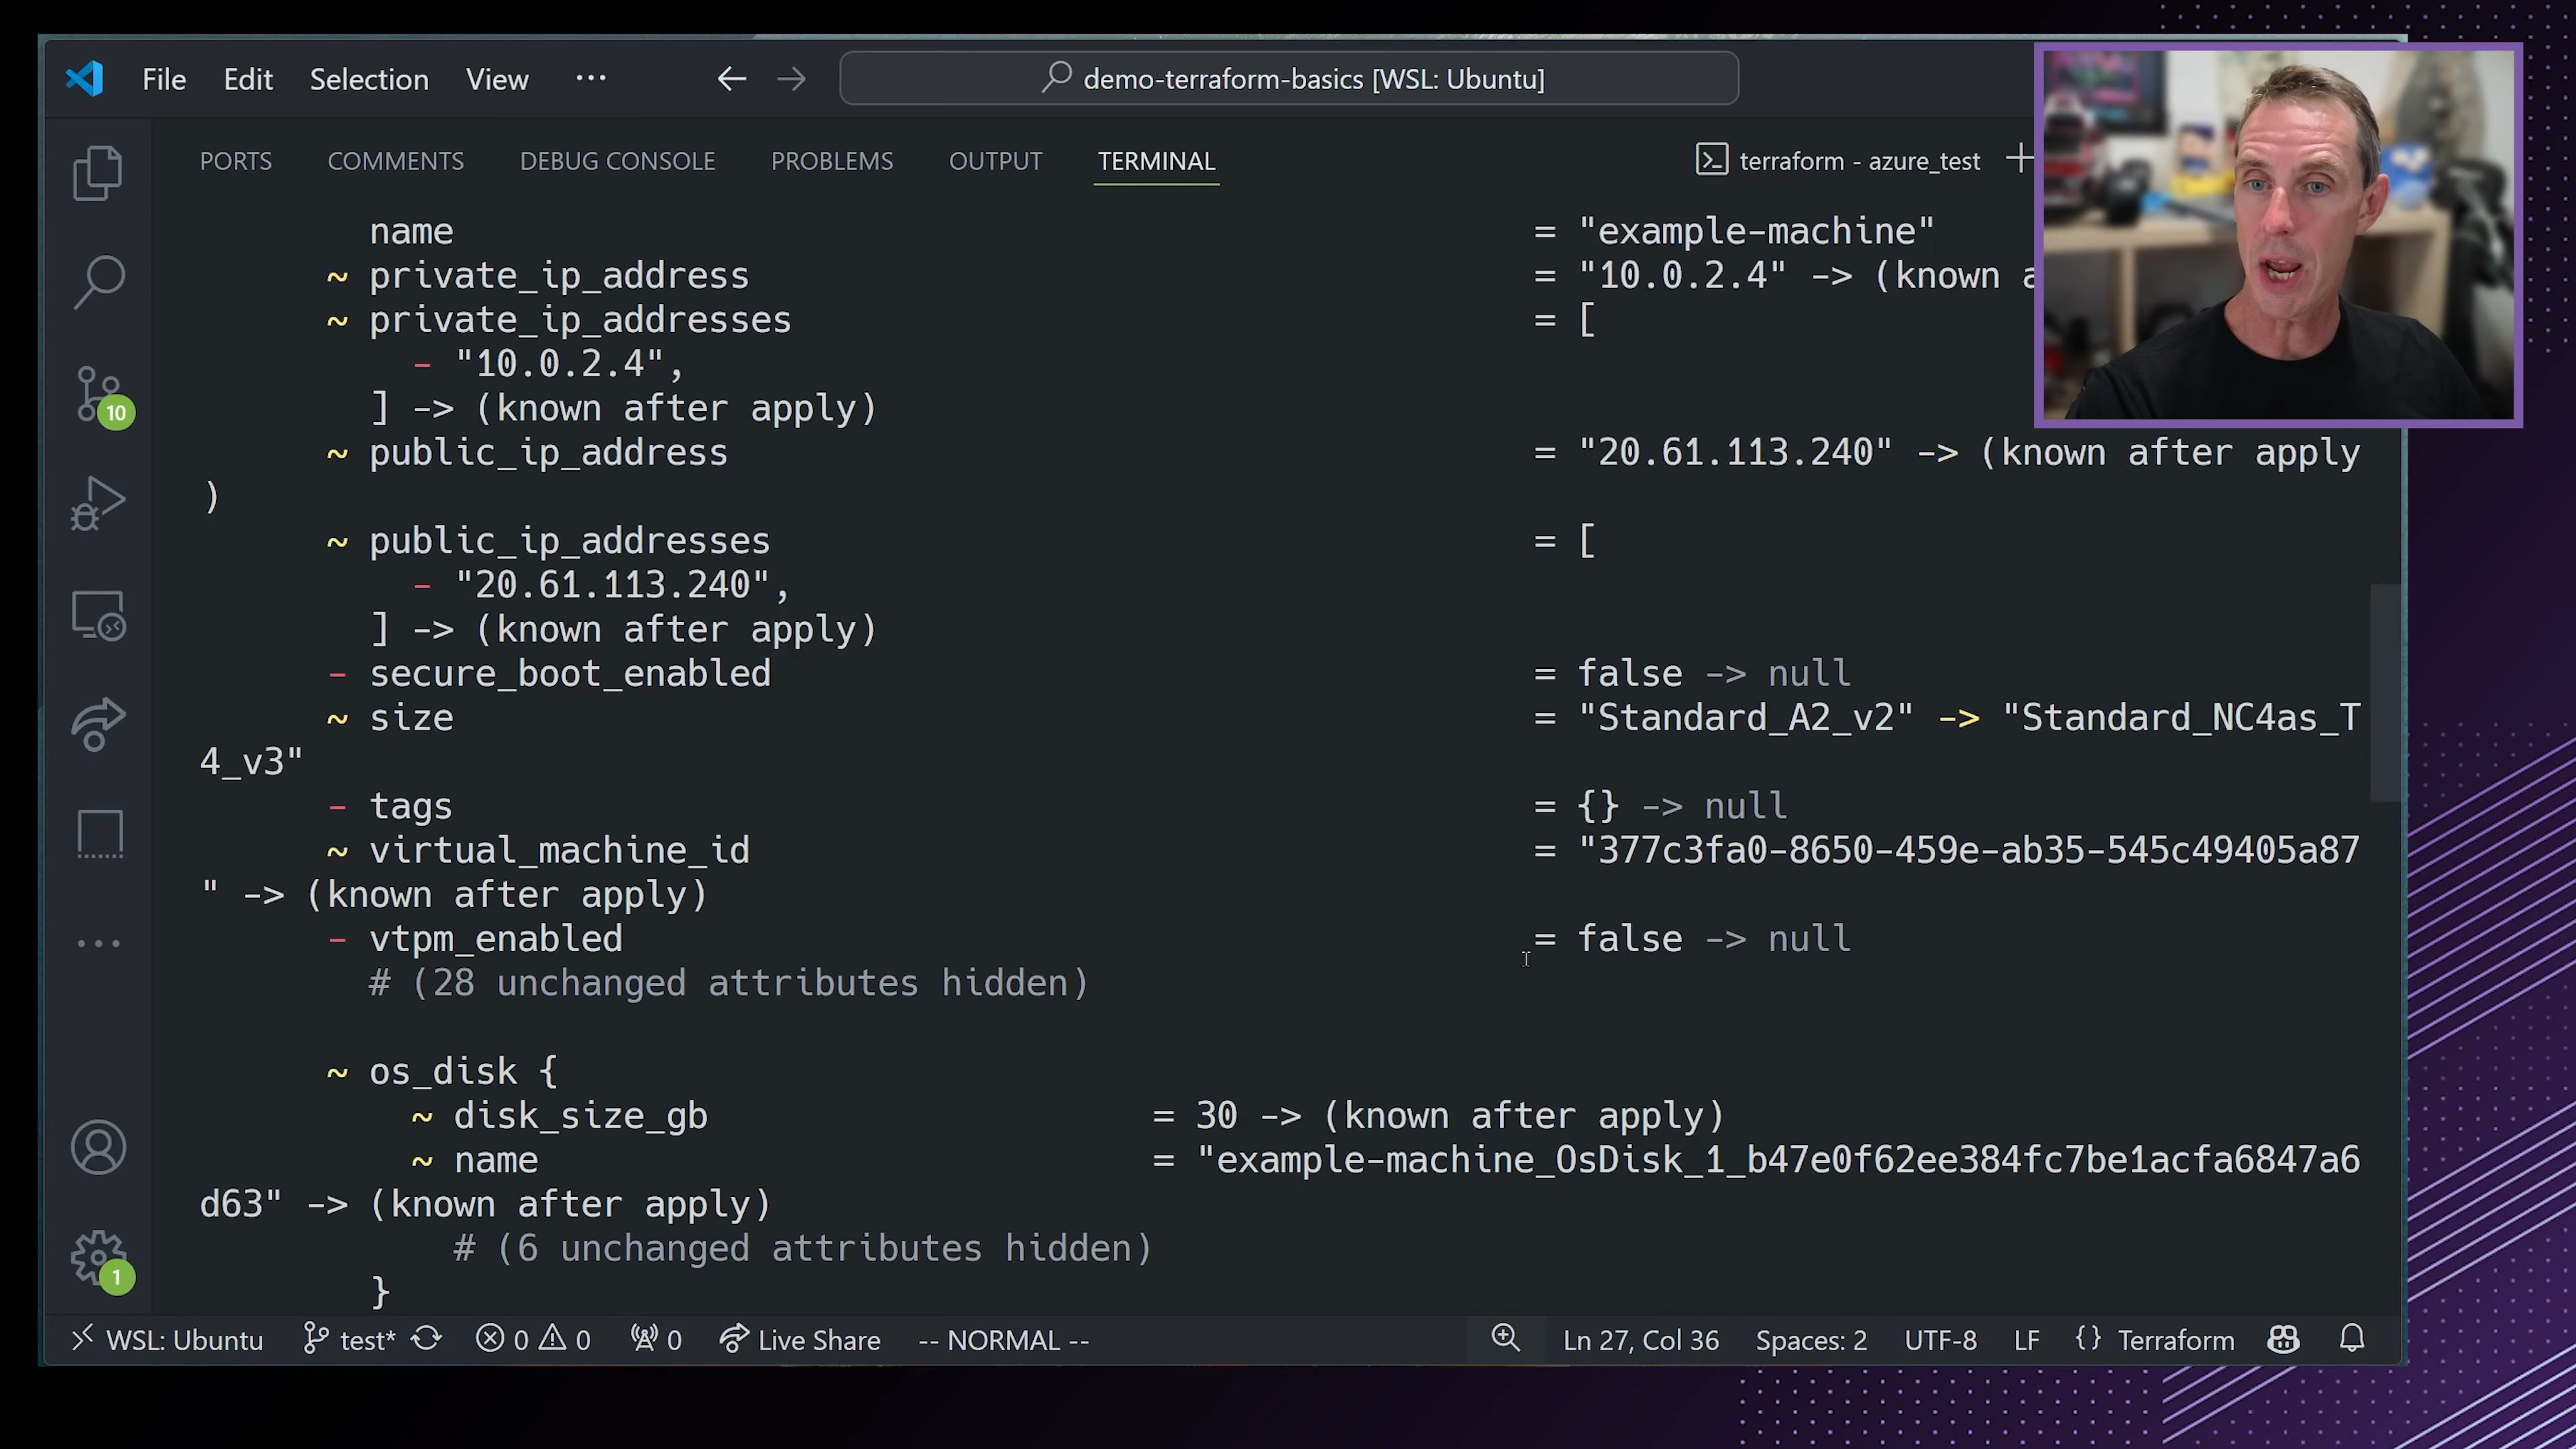 File Edit Selection View ... demo-terraform-basics [WSL: Ubuntu]
PORTS COMMENTS DEBUG CONSOLE PROBLEMS OUTPUT TERMINAL terraform - azure_test
name = "example-machine"
~ private_ip_address = "10.0.2.4" -> (known
~ private_ip_addresses = [
- "10.0.2.4",
] -> (known after apply)
~ public_ip_address = "20.61.113.240" -> (known after apply
)
~ public_ip_addresses = [
- "20.61.113.240",
] -> (known after apply)
- secure_boot_enabled = false -> null
~ size = "Standard_A2_v2" -> "Standard_NC4as_T
4_v3"
- tags = {} -> null
~ virtual_machine_id = "377c3fa0-8650-459e-ab35-545c49405a87
" -> (known after apply)
- vtpm_enabled = false -> null
# (28 unchanged attributes hidden)
~ os_disk {
~ disk_size_gb = 30 -> (known after apply)
~ name = "example-machine_OsDisk_1_b47e0f62ee384fc7be1acfa6847a6
d63" -> (known after apply)
# (6 unchanged attributes hidden)
}
10
1
WSL: Ubuntu test* 0 0 0 Live Share -- NORMAL -- Ln 27, Col 36 Spaces: 2 UTF-8 LF {} Terraform